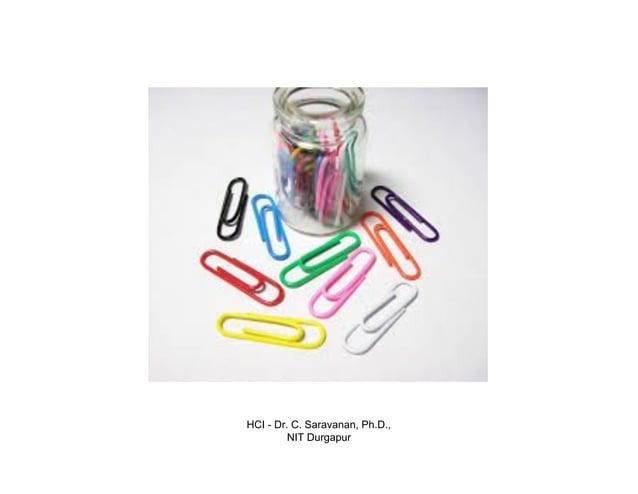 HCI - Dr. C. Saravanan, Ph.D.,
NIT Durgapur